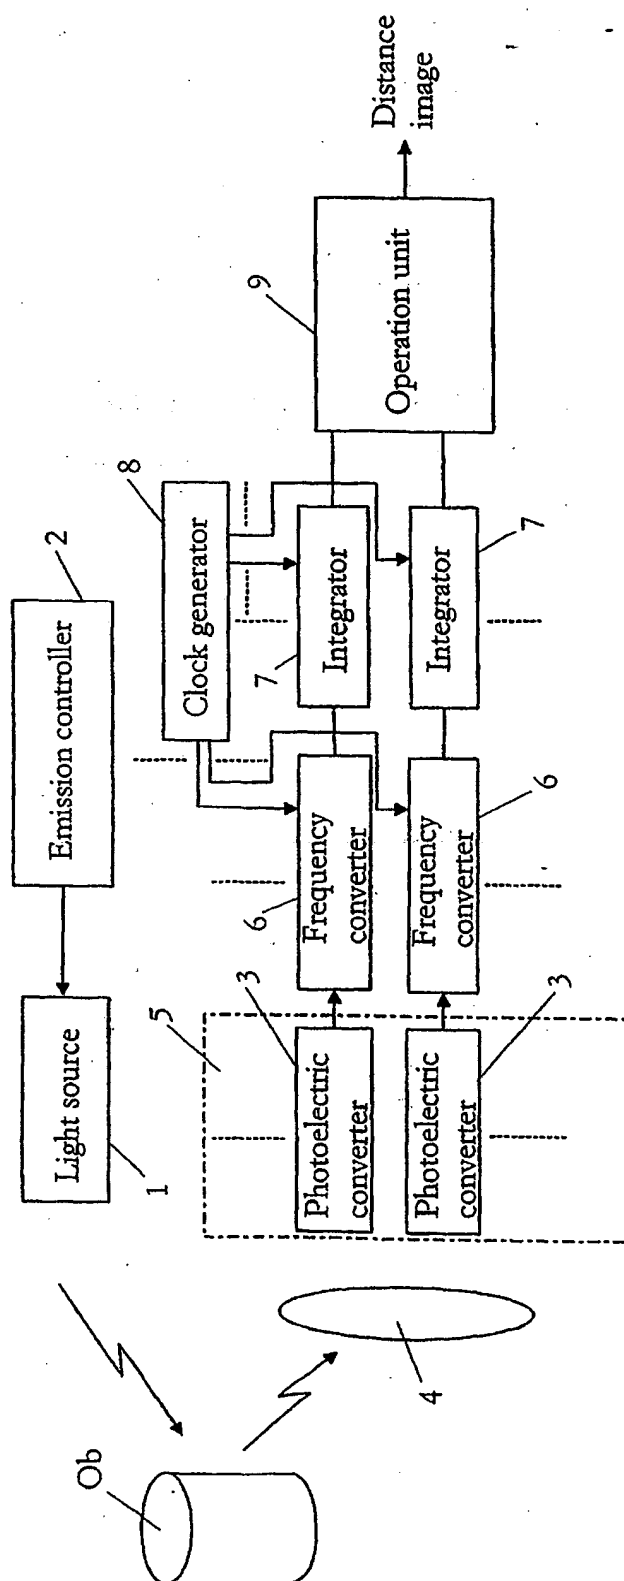 Ob
Light source
1
Emission controller
2
4
5
Photoelectric
converter
3
Photoelectric
converter
3
Frequency
converter
6
Frequency
converter
6
Clock generator
8
Integrator
7
Integrator
7
Operation unit
9
Distance
image